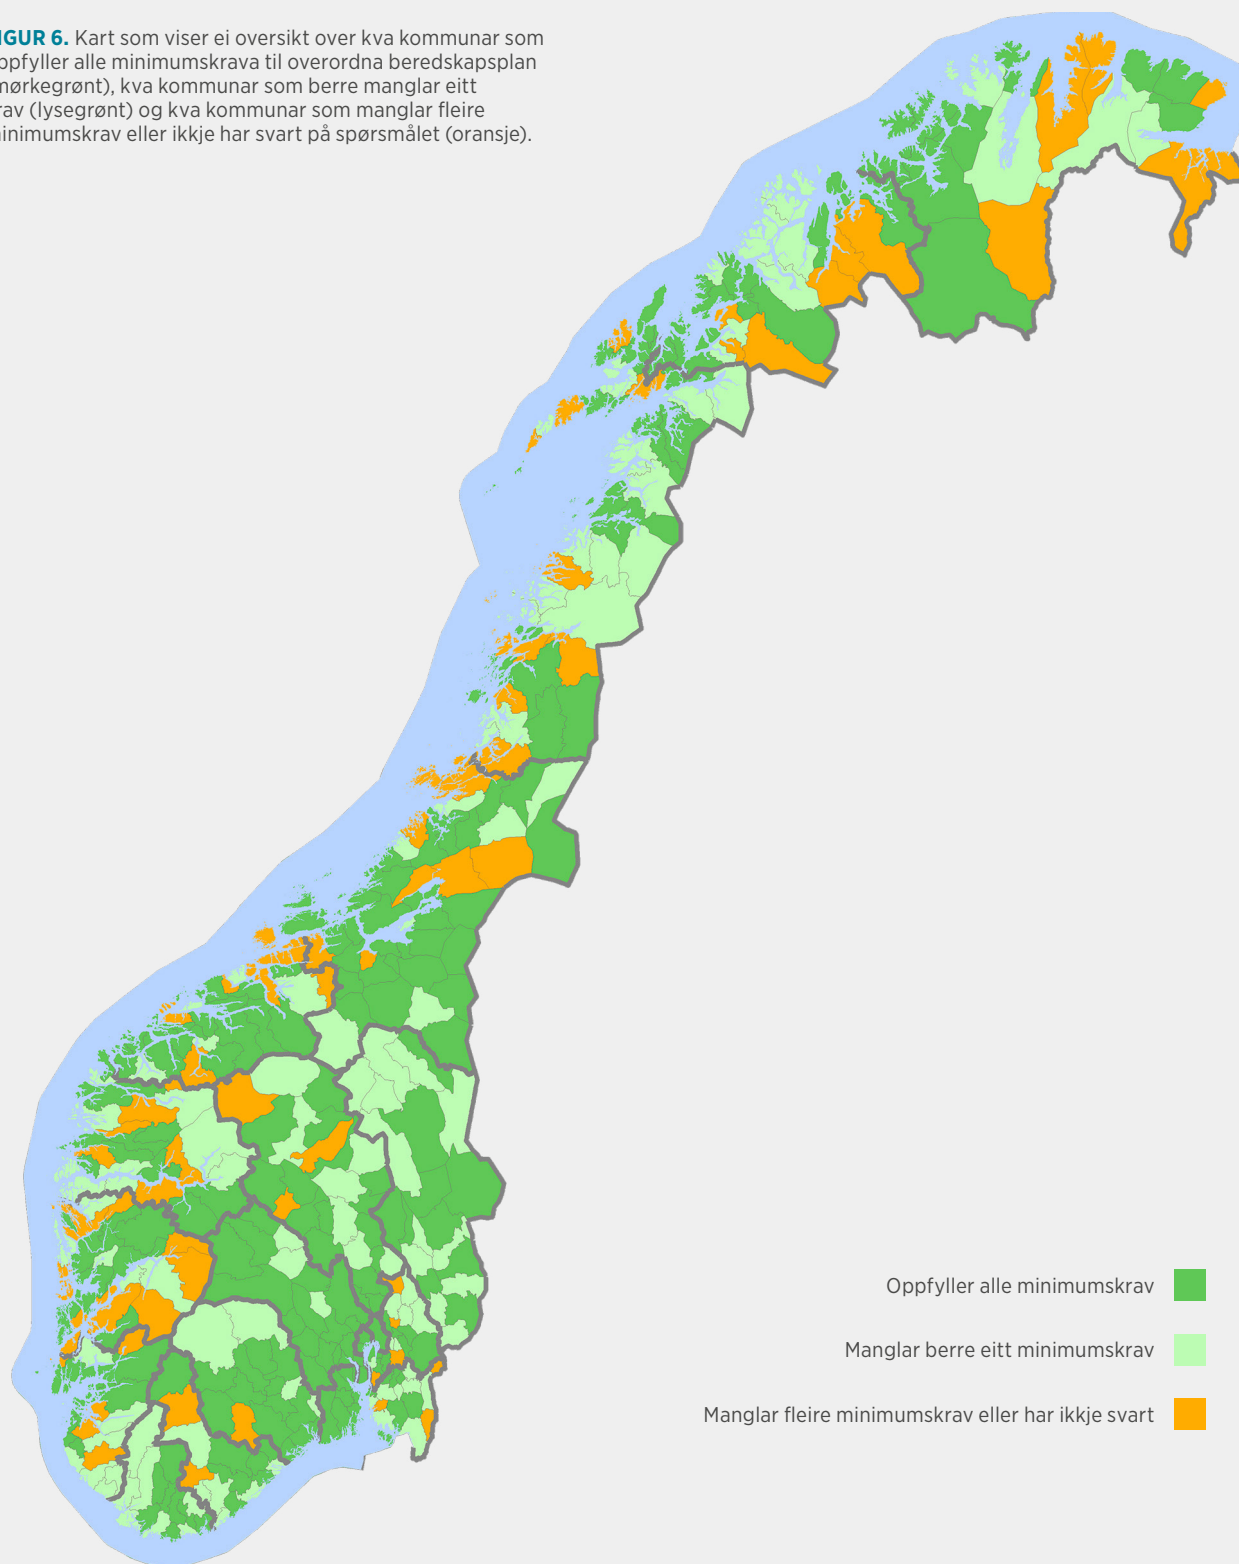 IGUR 6. Kart som viser ei oversikt over kva kommunar som
ppfyller alle minimumskrava til overordna beredskapsplan
mørkegrønt), kva kommunar som berre manglar eitt
rav (lysegrønt) og kva kommunar som manglar fleire
inimumskrav eller ikkje har svart på spørsmålet (oransje).
Oppfyller alle minimumskrav
Manglar berre eitt minimumskrav
Manglar fleire minimumskrav eller har ikkje svart